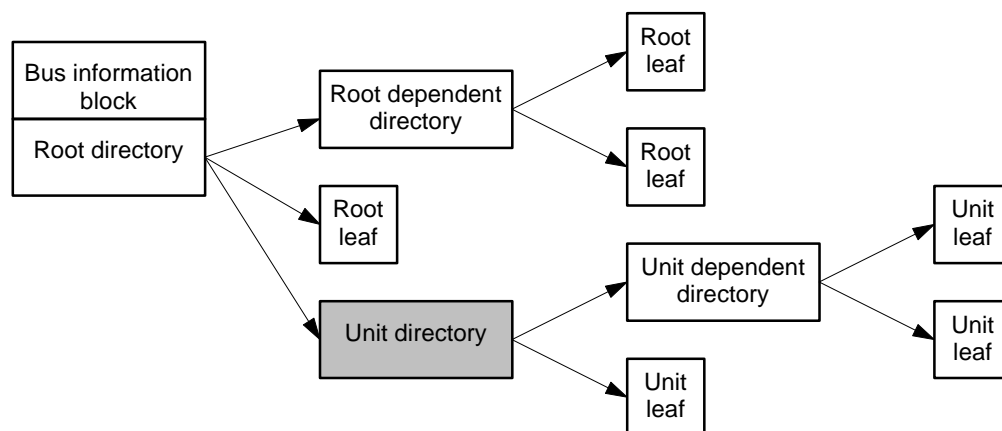 Bus information
block
Root directory
Root dependent
directory
Root
leaf
Root
leaf
Root
leaf
Unit directory
Unit dependent
directory
Unit
leaf
Unit
leaf
Unit
leaf